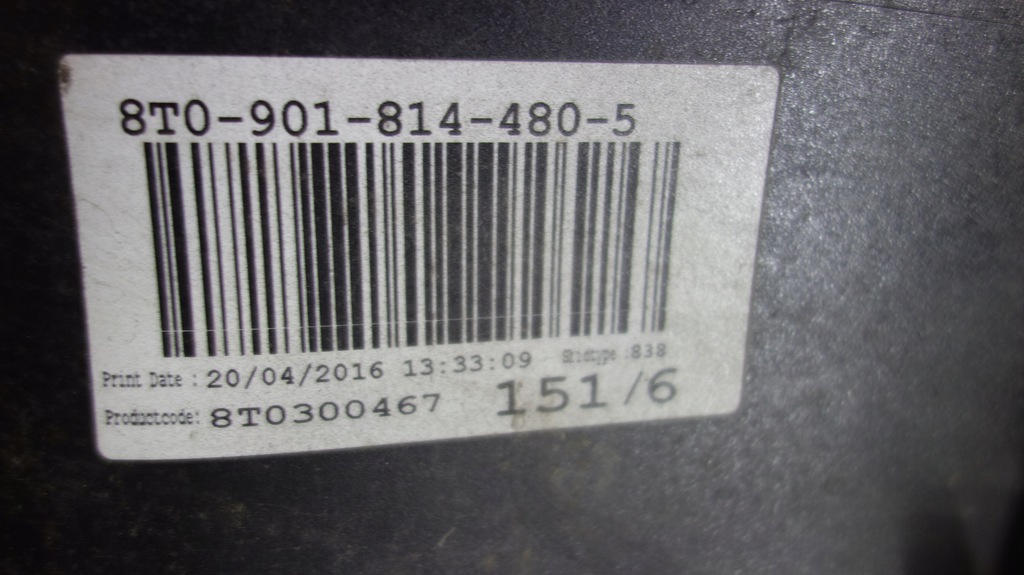 8T0-901-814-480-5
Print Date : 20/04/2016 13:33:09 :838
Productcode: 8T0300467 151/6